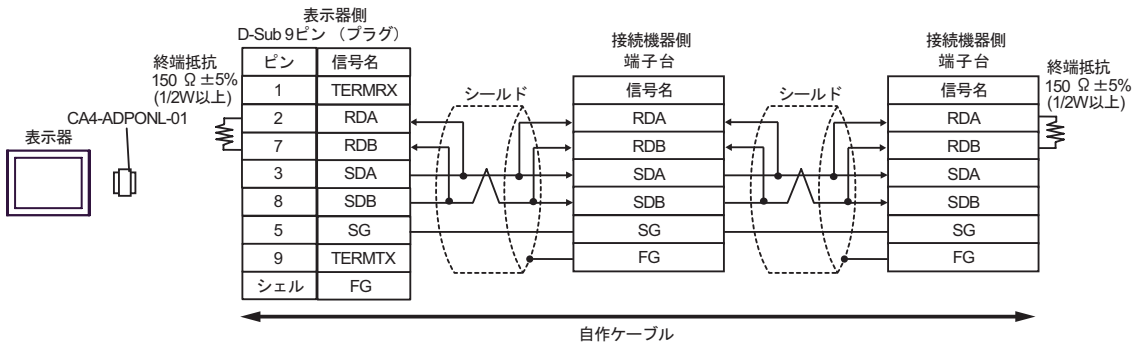 表示器側
D-Sub 9ピン （プラグ）
ピン 信号名
1 TERMRX
2 RDA
7 RDB
3 SDA
8 SDB
5 SG
9 TERMTX
シェル FG
終端抵抗
150 Ω ±5%
(1/2W以上)
CA4-ADPONL-01
表示器
シールド
接続機器側
端子台
信号名
RDA
RDB
SDA
SDB
SG
FG
シールド
接続機器側
端子台
信号名
RDA
RDB
SDA
SDB
SG
FG
終端抵抗
150 Ω ±5%
(1/2W以上)
自作ケーブル